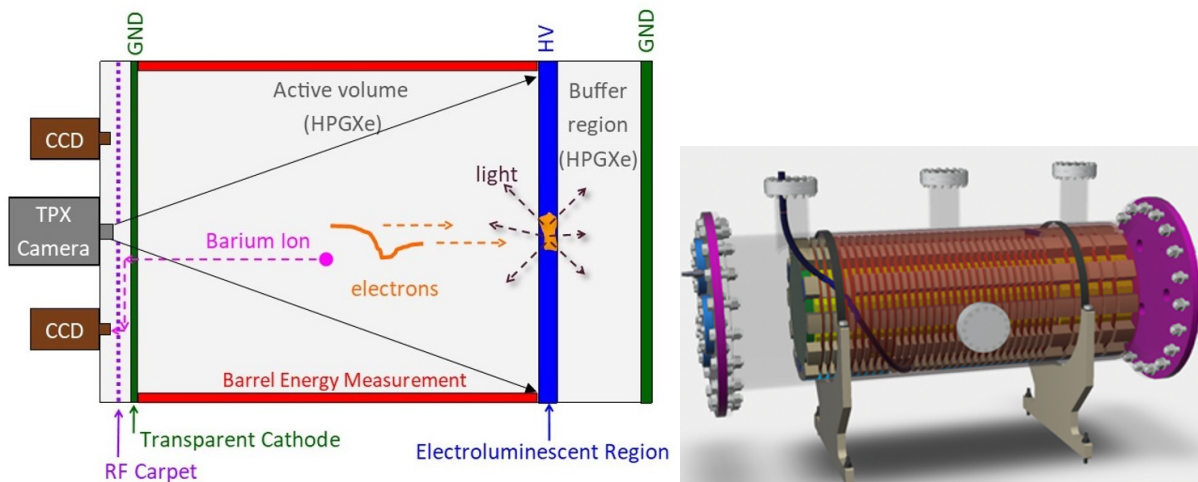 GND
HV
GND
Active volume
(HPGXe)
Buffer
region
(HPGXe)
CCD
light
TPX
Camera
Barium Ion
electrons
CCD
Barrel Energy Measurement
Transparent Cathode
Electroluminescent Region
RF Carpet